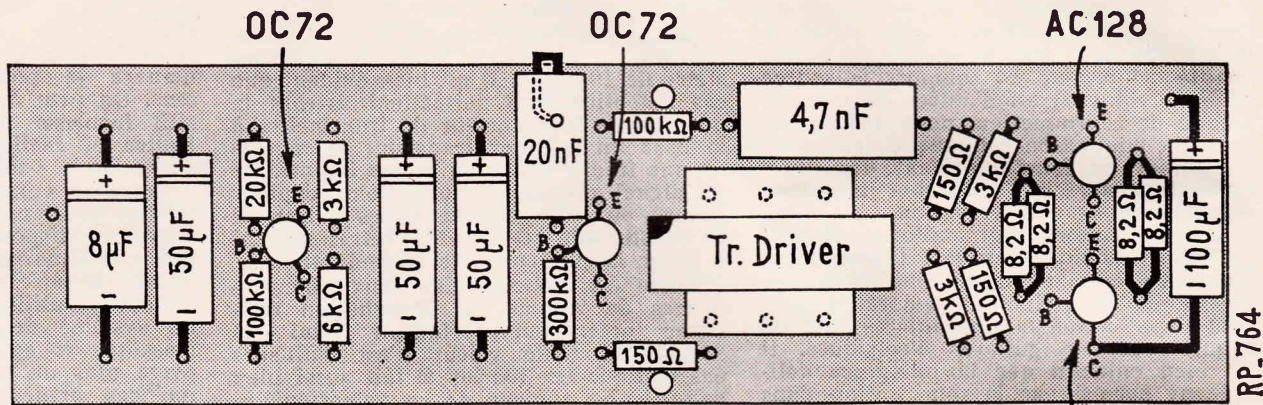 OC72
OC72
AC128
E
4,7nF
+
+
20kΩ
3kΩ
+
+
20nF
100kΩ
150Ω
3kΩ
B
+
8μF
50μF
E
B
C
50μF
50μF
E
B
C
Tr. Driver
8,2Ω
8,2Ω
C
E
8,2Ω
8,2Ω
100μF
100kΩ
6kΩ
300kΩ
3kΩ
150Ω
B
C
150Ω
RP_764